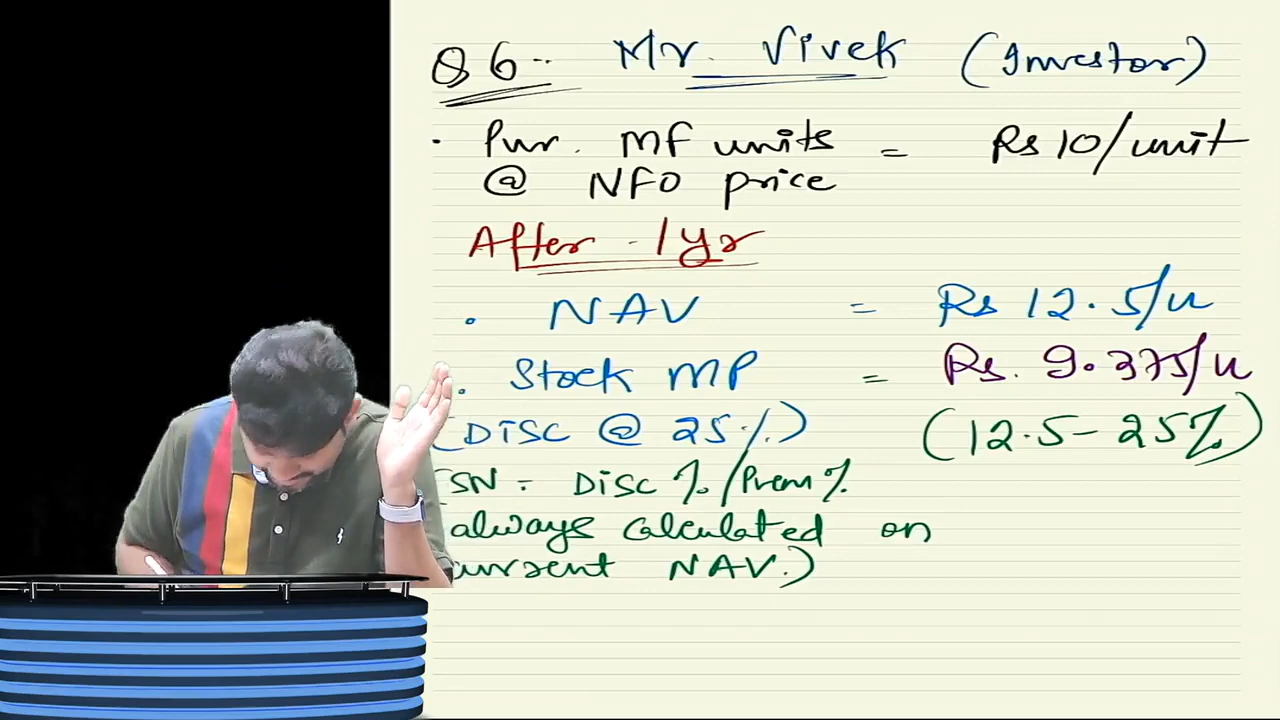 Q6.. Mr. Vivek (Investor)
• Pur. MF units = Rs 10/unit
@ NFO price
After 1yr
• NAV = Rs 12.5/u
• Stock MP = Rs. 9.375/u
(DISC @ 25%) (12.5 - 25%)
SN = DISC %/Prem%
always calculated on
current NAV.)